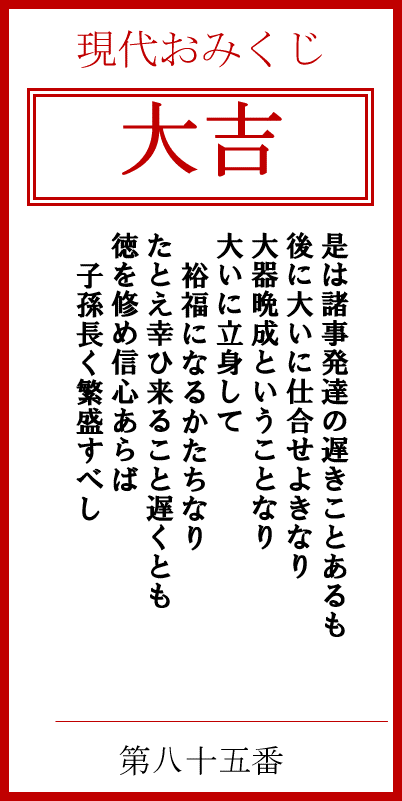 現代おみくじ
大吉
是は諸事発達の遅きことあるも
後に大いに仕合せよきなり
大器晩成ということなり
大いに立身して
裕福になるかたちなり
たとえ幸ひ来ること遅くとも
徳を修め信心あらば
子孫長く繁盛すべし
第八十五番